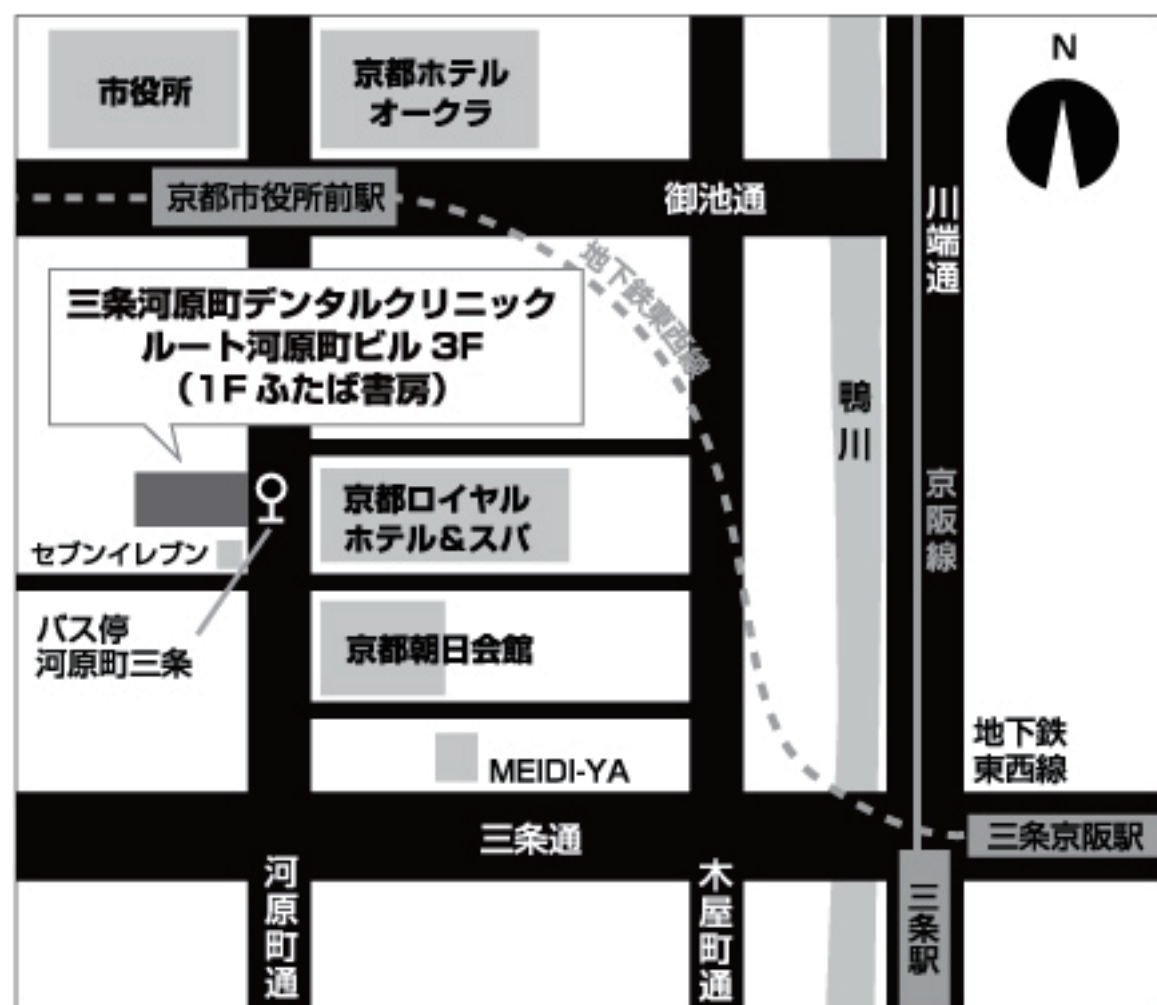 市役所
京都ホテル
オークラ
N
京都市役所前駅
御池通
川端通
地下鉄東西線
三条河原町デンタルクリニック
ルート河原町ビル 3F
（1F ふたば書房）
鴨川
京都ロイヤル
ホテル&スパ
京阪線
セブンイレブン
バス停
河原町三条
京都朝日会館
地下鉄
東西線
MEIDI-YA
三条通
三条京阪駅
河原町通
木屋町通
三条駅